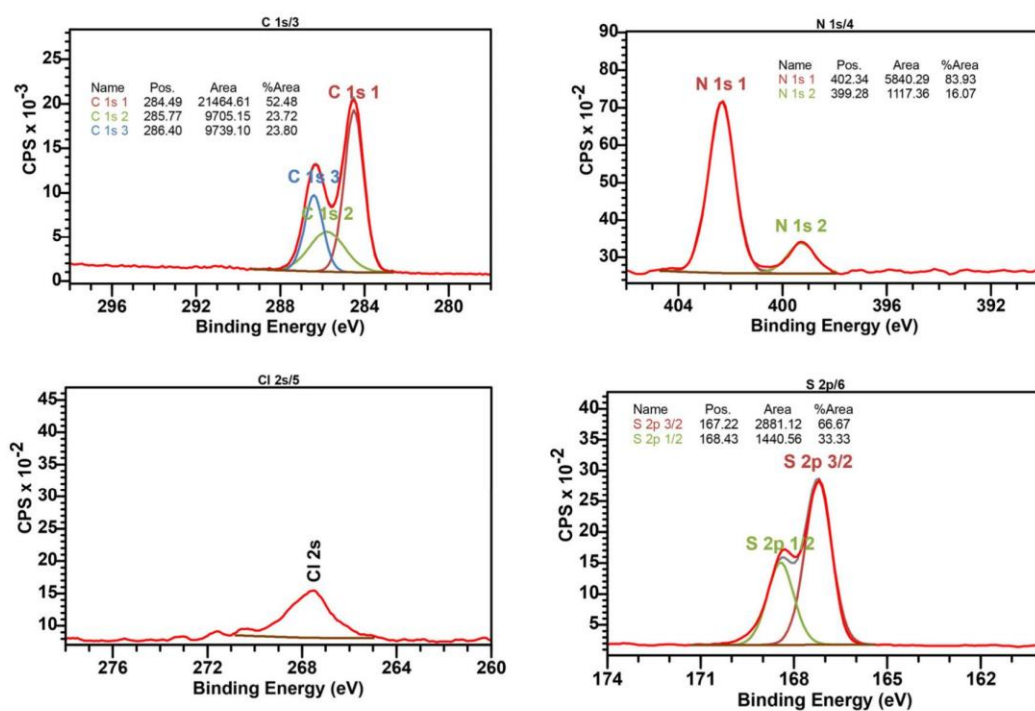 C 1s/3
CPS x 10⁻³
25
20
15
10
5
0
Name Pos. Area %Area
C 1s 1 284.49 21464.61 52.48
C 1s 2 285.77 9705.15 23.72
C 1s 3 286.40 9739.10 23.80
C 1s 1
C 1s 3
C 1s 2
296 292 288 284 280
Binding Energy (eV)
N 1s/4
CPS x 10⁻²
90
80
70
60
50
40
30
Name Pos. Area %Area
N 1s 1 402.34 5840.29 83.93
N 1s 2 399.28 1117.36 16.07
N 1s 1
N 1s 2
404 400 396 392
Binding Energy (eV)
Cl 2s/5
CPS x 10⁻²
45
40
35
30
25
20
15
10
Cl 2s
276 272 268 264 260
Binding Energy (eV)
S 2p/6
CPS x 10⁻²
40
35
30
25
20
15
10
5
Name Pos. Area %Area
S 2p 3/2 167.22 2881.12 66.67
S 2p 1/2 168.43 1440.56 33.33
S 2p 3/2
S 2p 1/2
174 171 168 165 162
Binding Energy (eV)